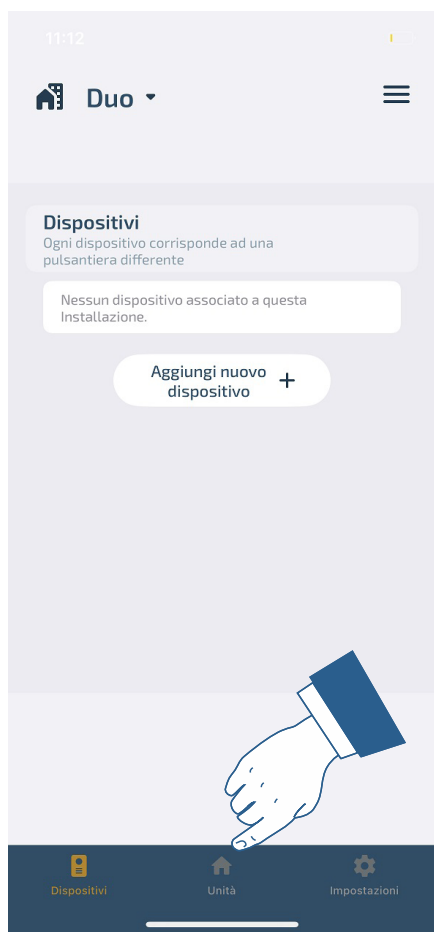 11:12
Duo
Dispositivi
Ogni dispositivo corrisponde ad una
pulsantiera differente
Nessun dispositivo associato a questa
Installazione.
Aggiungi nuovo
dispositivo
Dispositivi
Unità
Impostazioni